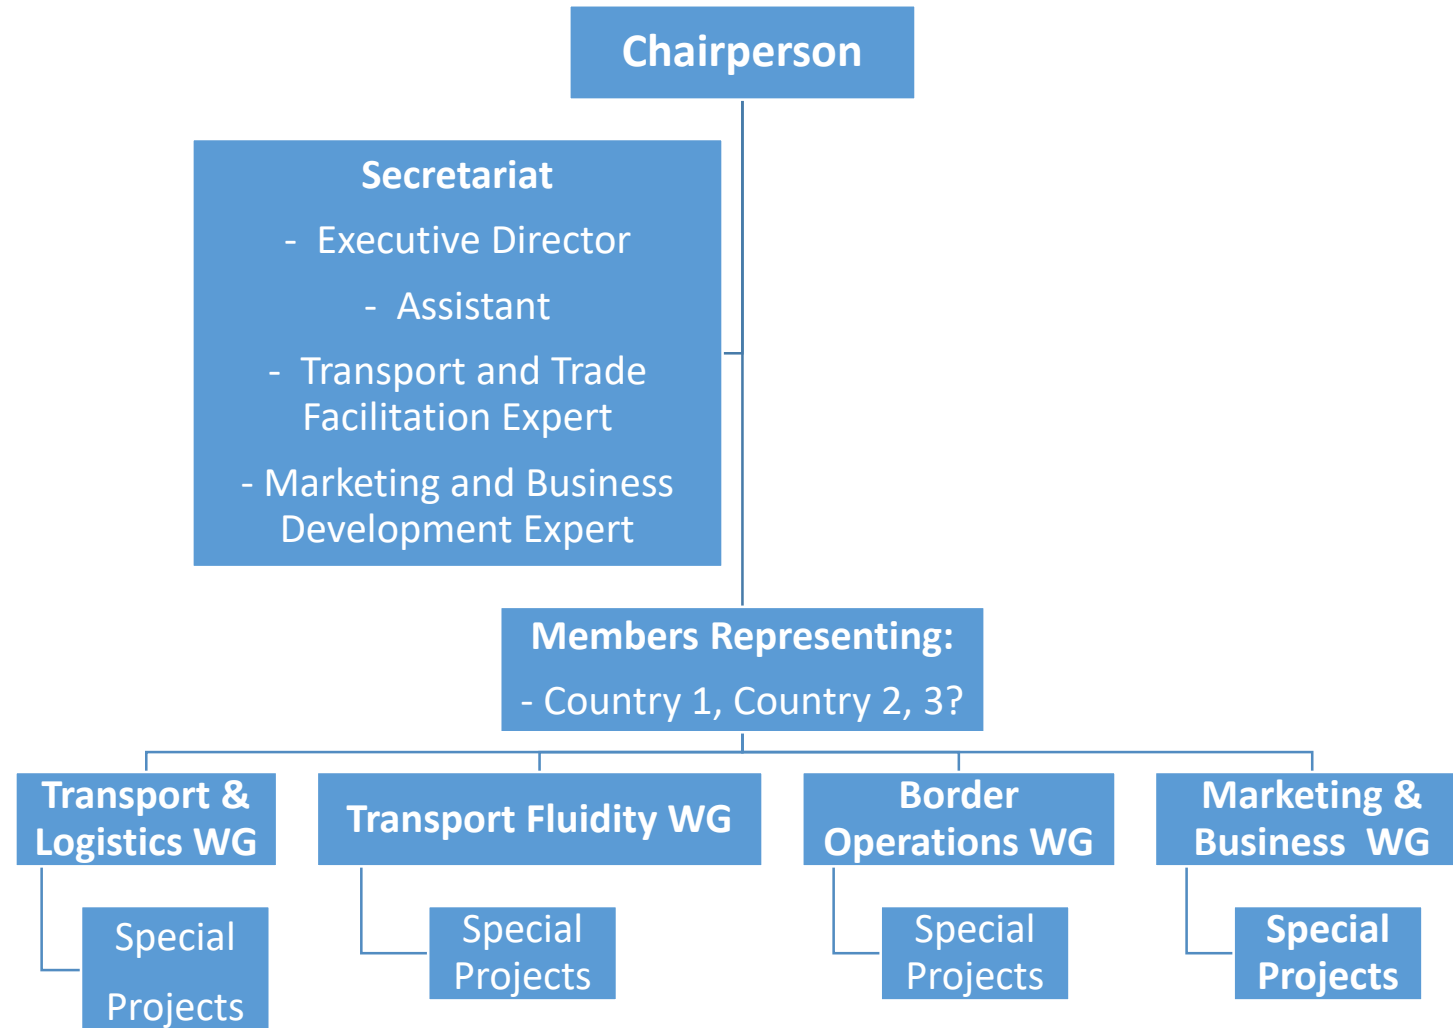 Chairperson
Secretariat
- Executive Director
- Assistant
- Transport and Trade
Facilitation Expert
- Marketing and Business
Development Expert
Members Representing:
- Country 1, Country 2, 3?
Transport &
Logistics WG
Transport Fluidity WG
Border
Operations WG
Marketing &
Business WG
Special
Projects
Special
Projects
Special
Projects
Special
Projects